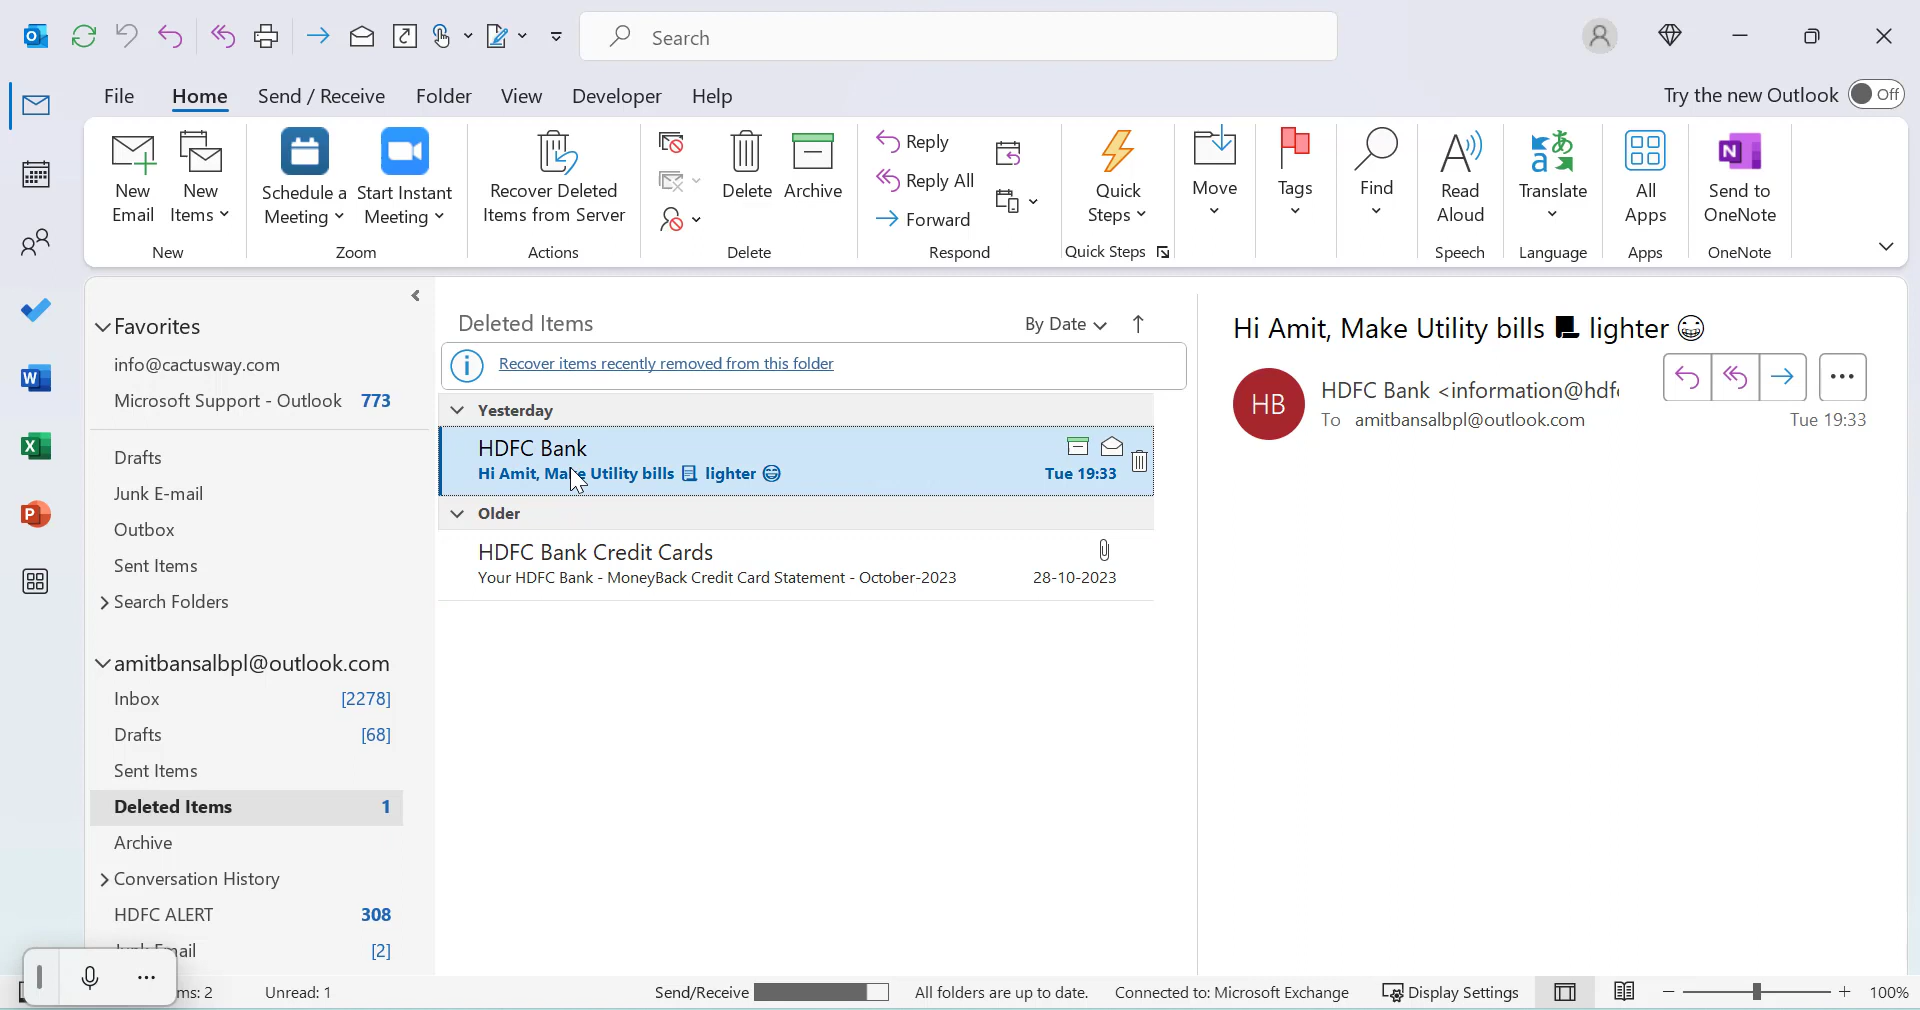 Search
File Home Send / Receive Folder View Developer Help
Try the new Outlook Off
New Email
New Items
New
Schedule a Meeting
Start Instant Meeting
Zoom
Recover Deleted Items from Server
Actions
Delete
Archive
Delete
Reply
Reply All
Forward
Respond
Quick Steps
Quick Steps
Move
Tags
Find
Read Aloud
Speech
Translate
Language
All Apps
Apps
Send to OneNote
OneNote
Favorites
info@cactusway.com
Microsoft Support - Outlook 773
Drafts
Junk E-mail
Outbox
Sent Items
Search Folders
amitbansalbpl@outlook.com
Inbox [2278]
Drafts [68]
Sent Items
Deleted Items 1
Archive
Conversation History
HDFC ALERT 308
[2]
Deleted Items By Date
Recover items recently removed from this folder
Yesterday
HDFC Bank
Hi Amit, Make Utility bills lighter Tue 19:33
Older
HDFC Bank Credit Cards
Your HDFC Bank - MoneyBack Credit Card Statement - October-2023 28-10-2023
Hi Amit, Make Utility bills lighter
HB
HDFC Bank <information@hdf
To amitbansalbpl@outlook.com Tue 19:33
ms: 2 Unread: 1 Send/Receive All folders are up to date. Connected to: Microsoft Exchange Display Settings 100%